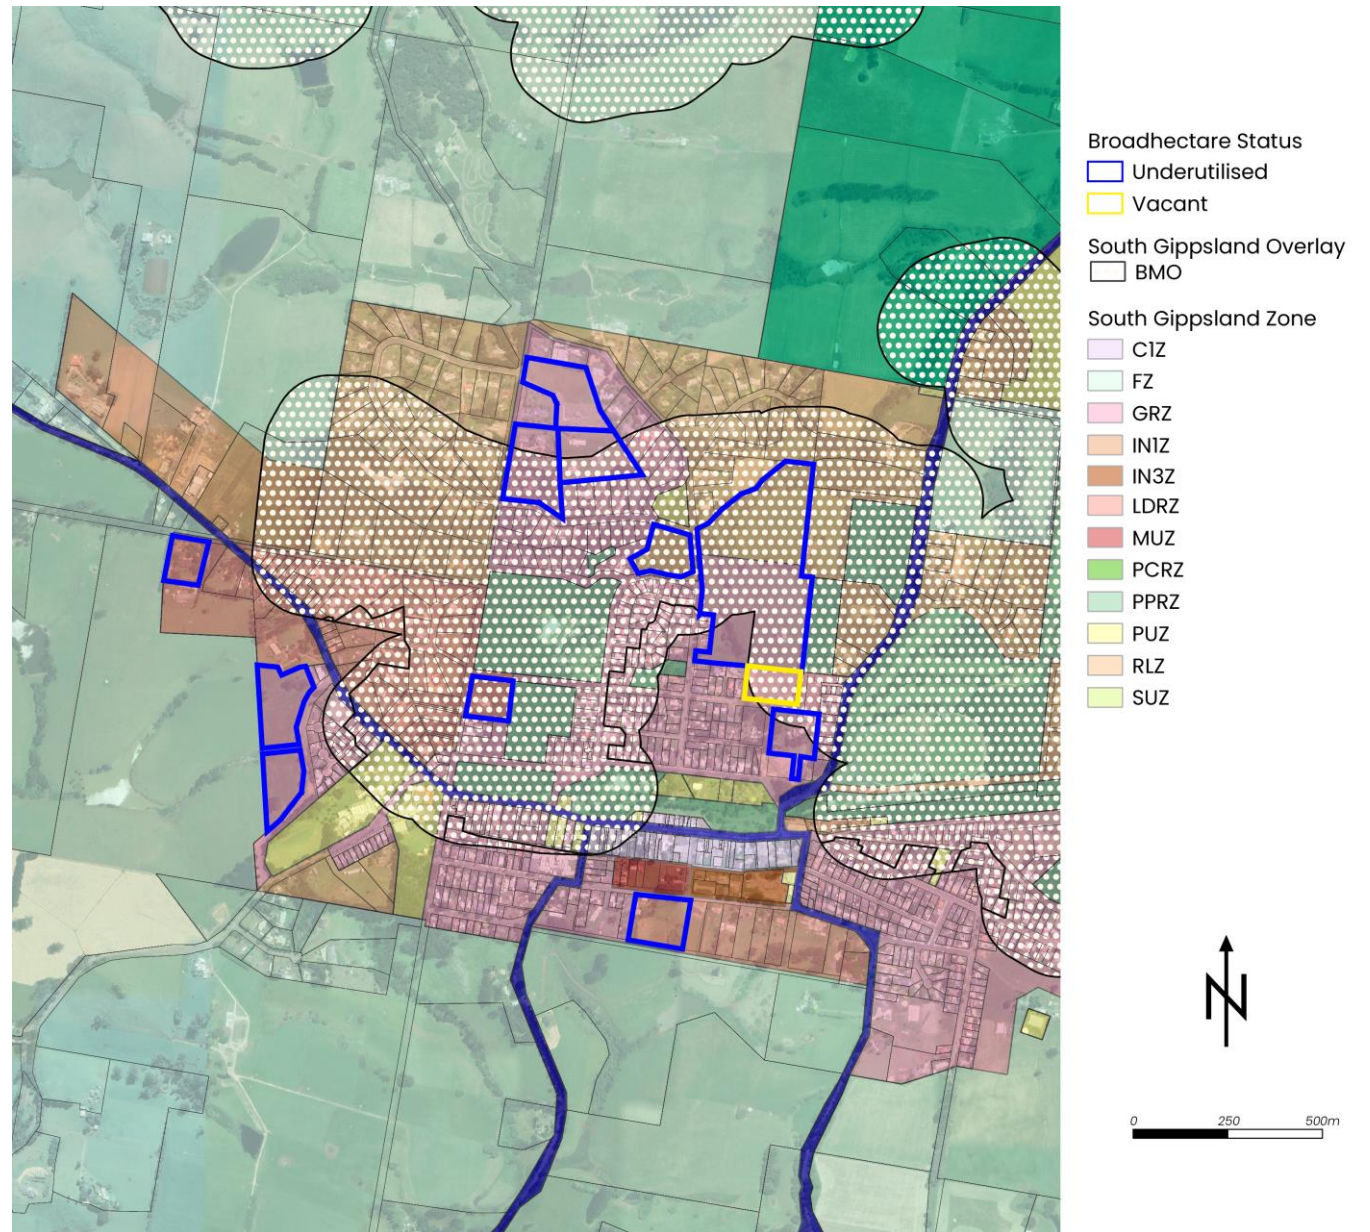 Broadhectare Status
Underutilised
Vacant
South Gippsland Overlay
BMO
South Gippsland Zone
C1Z
FZ
GRZ
IN1Z
IN3Z
LDRZ
MUZ
PCRZ
PPRZ
PUZ
RLZ
SUZ
N
0 250 500m